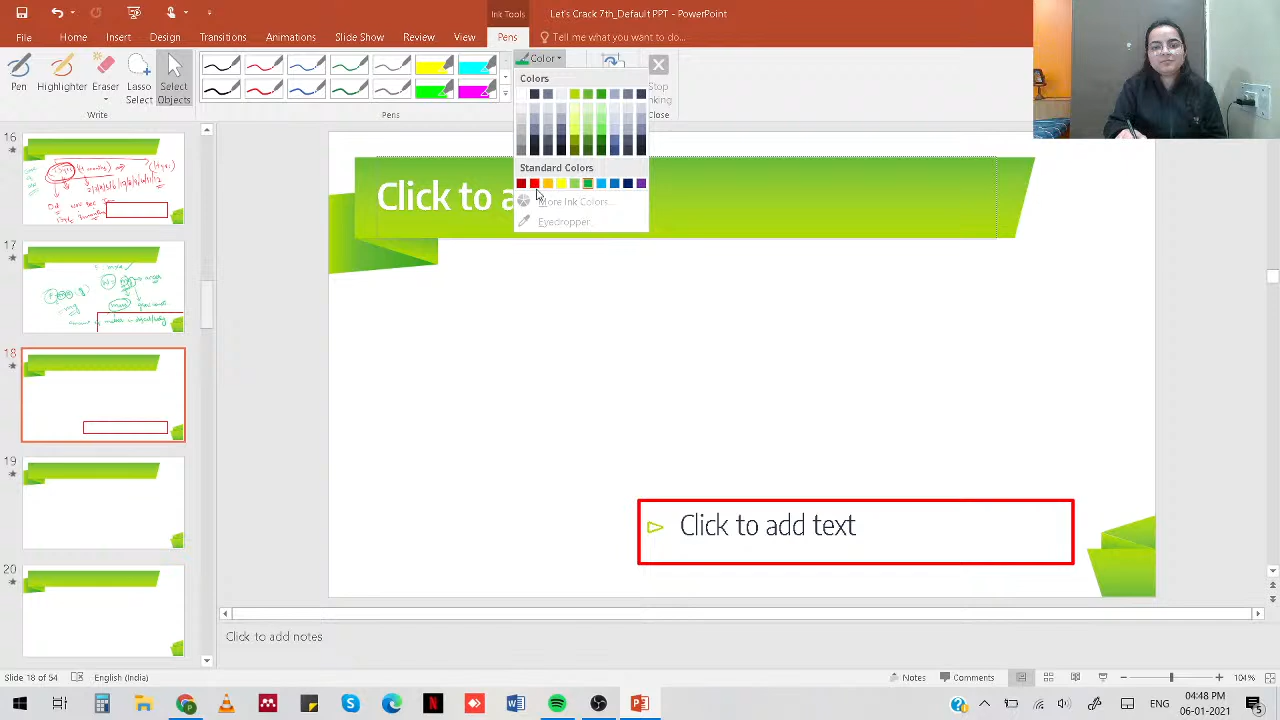 Ink Tools
Let's Crack 7th_Default PPT - PowerPoint
File
Home
Insert
Design
Transitions
Animations
Slide Show
Review
View
Pens
Tell me what you want to do...
Pen
Highlighter
Eraser
Lasso
Select
Select
Objects
Color
Stop
Inking
Pens
Close
Colors
Standard Colors
More Ink Colors...
Eyedropper
16
17
18
19
20
Click to a
Click to add text
Click to add notes
Slide 18 of 54
English (India)
Notes
Comments
104%
ENG
04:48 PM
06-01-2021
5